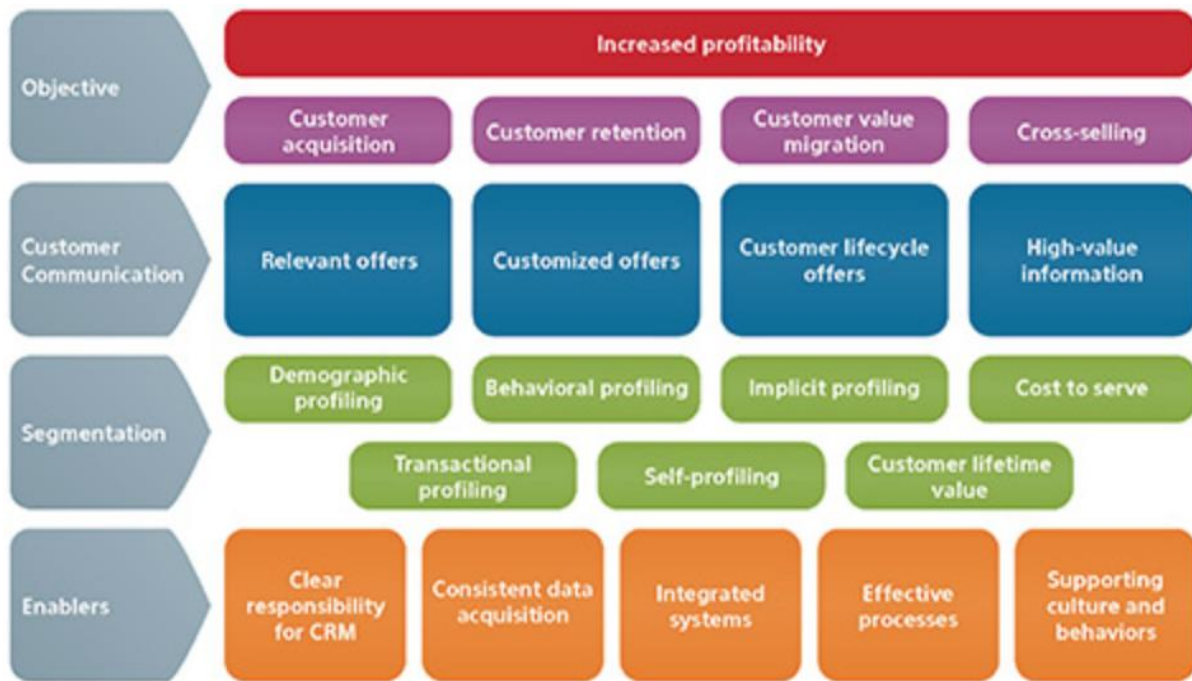 Objective
Increased profitability
Customer
acquisition
Customer retention
Customer value
migration
Cross-selling
Customer
Communication
Relevant offers
Customized offers
Customer lifecycle
offers
High-value
information
Segmentation
Demographic
profiling
Behavioral profiling
Implicit profiling
Cost to serve
Transactional
profiling
Self-profiling
Customer lifetime
value
Enablers
Clear
responsibility
for CRM
Consistent data
acquisition
Integrated
systems
Effective
processes
Supporting
culture and
behaviors